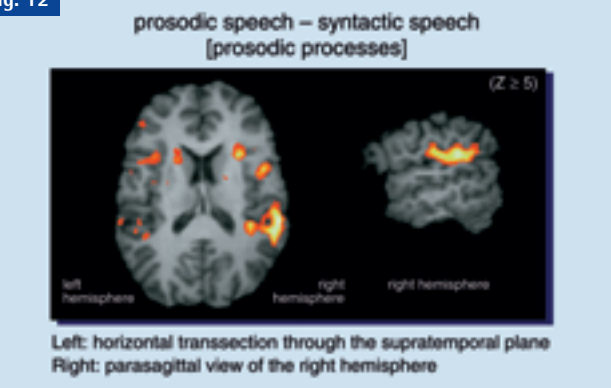 g. 12
prosodic speech – syntactic speech
[prosodic processes]
(Z ≥ 5)
left
hemisphere
right
hemisphere
right hemisphere
Left: horizontal transsection through the supratemporal plane
Right: parasagittal view of the right hemisphere